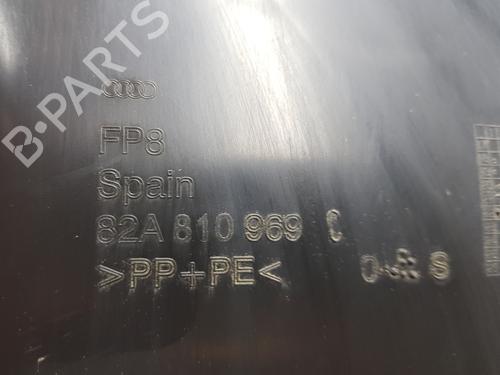 B-PARTS
FP8
Spain
82A 810 969 C
>PP+PE<
S